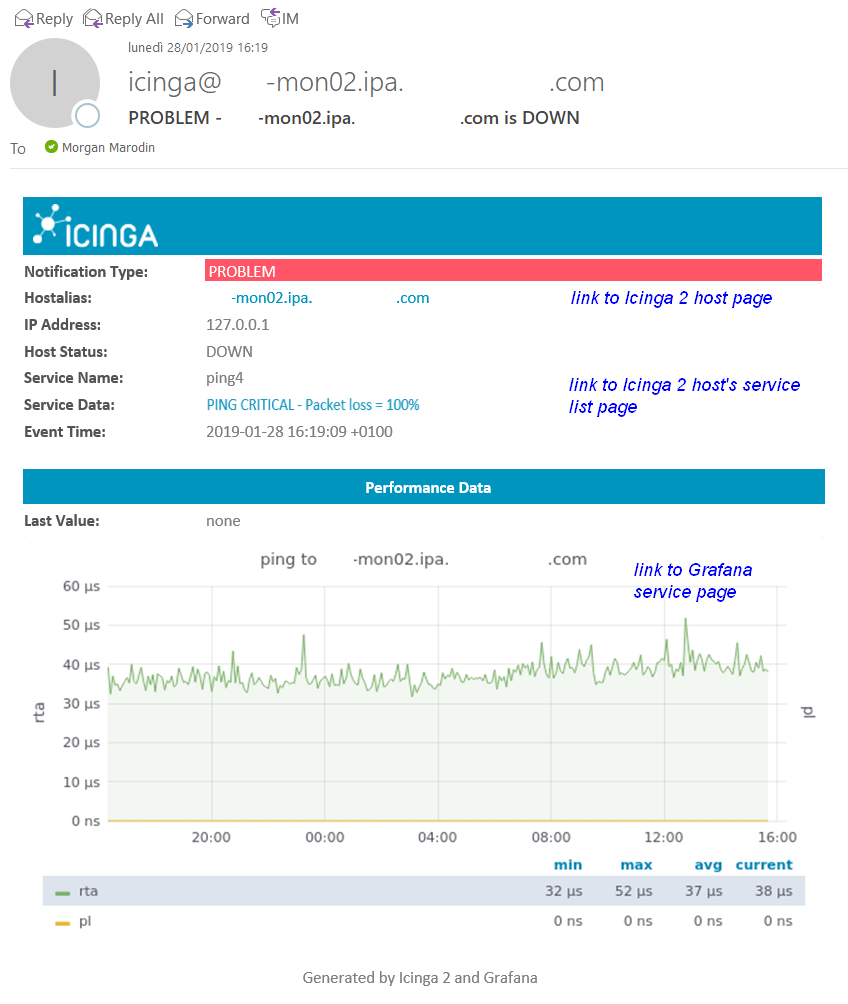 Reply Reply All Forward IM
lunedì 28/01/2019 16:19
I
icinga@ -mon02.ipa. .com
PROBLEM - -mon02.ipa. .com is DOWN
To Morgan Marodin
ICINGA
Notification Type: PROBLEM
Hostalias: -mon02.ipa. .com link to Icinga 2 host page
IP Address: 127.0.0.1
Host Status: DOWN
Service Name: ping4
link to Icinga 2 host's service
list page
Service Data: PING CRITICAL - Packet loss = 100%
Event Time: 2019-01-28 16:19:09 +0100
Performance Data
Last Value: none
ping to -mon02.ipa. .com
link to Grafana
service page
60 µs
50 µs
40 µs
30 µs
20 µs
10 µs
0 ns
rta
pl
20:00 00:00 04:00 08:00 12:00 16:00
min max avg current
rta 32 µs 52 µs 37 µs 38 µs
pl 0 ns 0 ns 0 ns 0 ns
Generated by Icinga 2 and Grafana